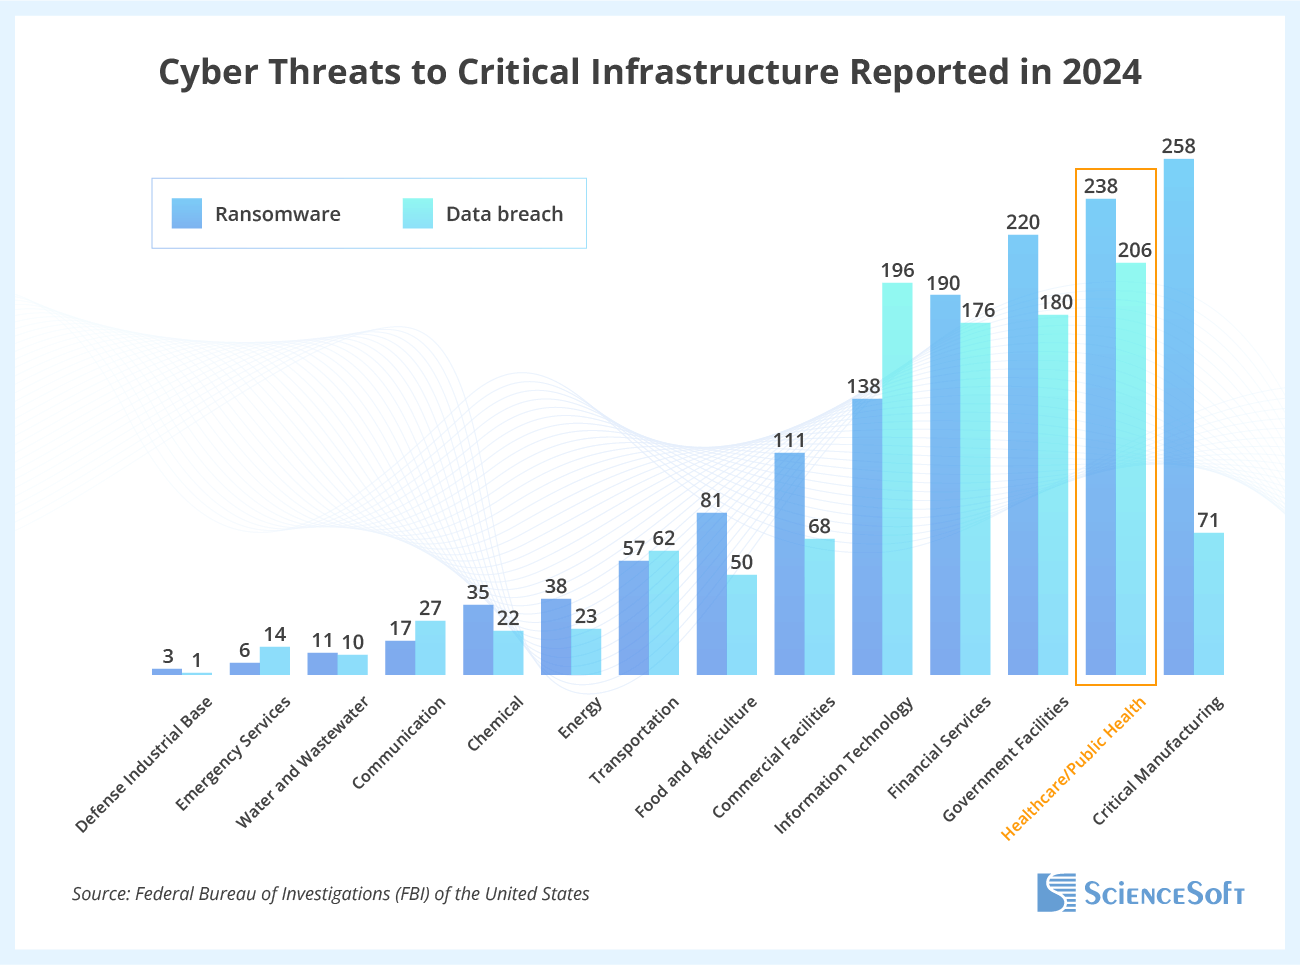 Cyber Threats to Critical Infrastructure Reported in 2024
Ransomware
Data breach
3
1
6
14
11
10
17
27
35
22
38
23
57
62
81
50
111
68
138
196
190
176
220
180
238
206
258
71
Defense Industrial Base
Emergency Services
Water and Wastewater
Communication
Chemical
Energy
Transportation
Food and Agriculture
Commercial Facilities
Information Technology
Financial Services
Government Facilities
Healthcare/Public Health
Critical Manufacturing
Source: Federal Bureau of Investigations (FBI) of the United States
ScienceSoft